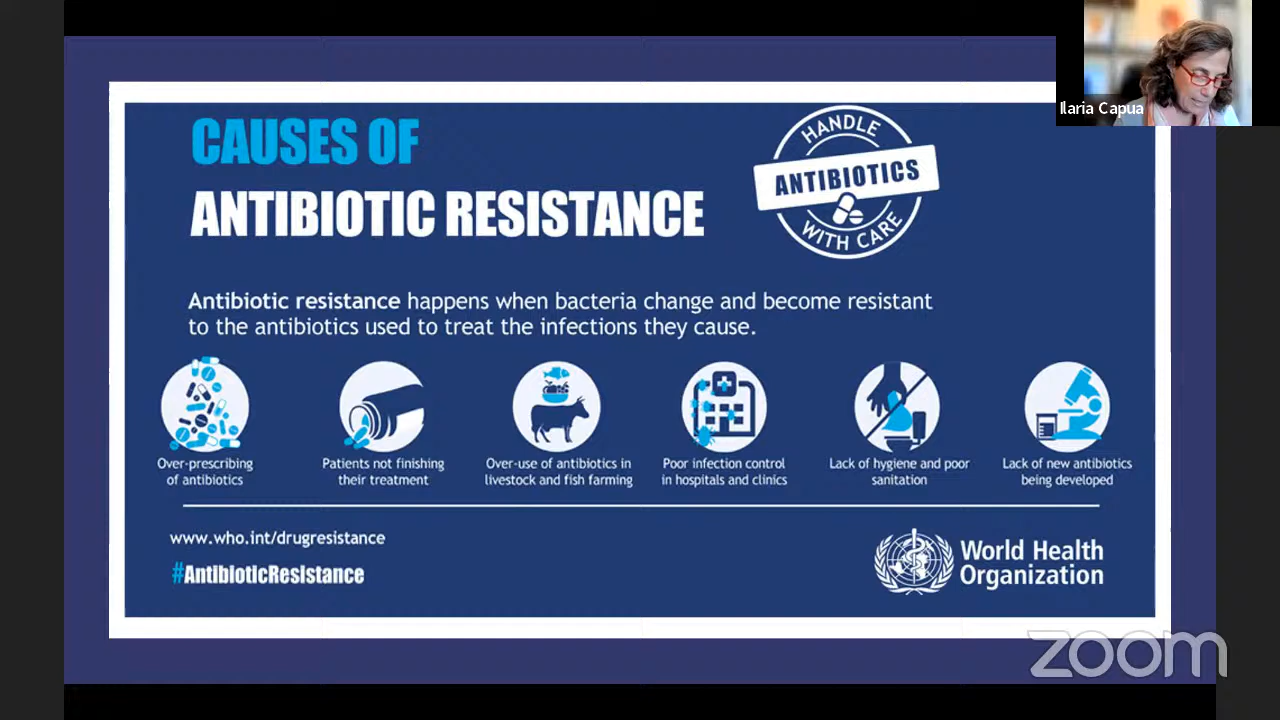 Ilaria Capua
CAUSES OF
ANTIBIOTIC RESISTANCE
HANDLE
ANTIBIOTICS
WITH CARE
Antibiotic resistance happens when bacteria change and become resistant
to the antibiotics used to treat the infections they cause.
Over-prescribing
of antibiotics
Patients not finishing
their treatment
Over-use of antibiotics in
livestock and fish farming
Poor infection control
in hospitals and clinics
Lack of hygiene and poor
sanitation
Lack of new antibiotics
being developed
www.who.int/drugresistance
#AntibioticResistance
World Health
Organization
zoom